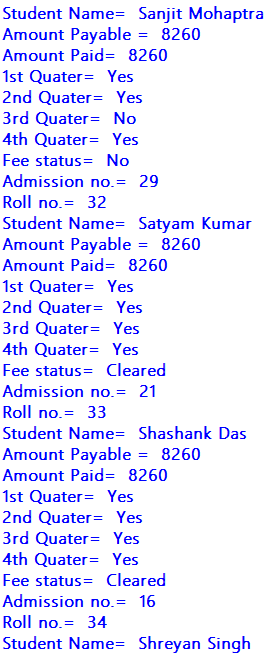 Student Name=  Sanjit Mohaptra
Amount Payable =  8260
Amount Paid=  8260
1st Quater=  Yes
2nd Quater=  Yes
3rd Quater=  No
4th Quater=  Yes
Fee status=  No
Admission no.=  29
Roll no.=  32
Student Name=  Satyam Kumar
Amount Payable =  8260
Amount Paid=  8260
1st Quater=  Yes
2nd Quater=  Yes
3rd Quater=  Yes
4th Quater=  Yes
Fee status=  Cleared
Admission no.=  21
Roll no.=  33
Student Name=  Shashank Das
Amount Payable =  8260
Amount Paid=  8260
1st Quater=  Yes
2nd Quater=  Yes
3rd Quater=  Yes
4th Quater=  Yes
Fee status=  Cleared
Admission no.=  16
Roll no.=  34
Student Name=  Shreyan Singh